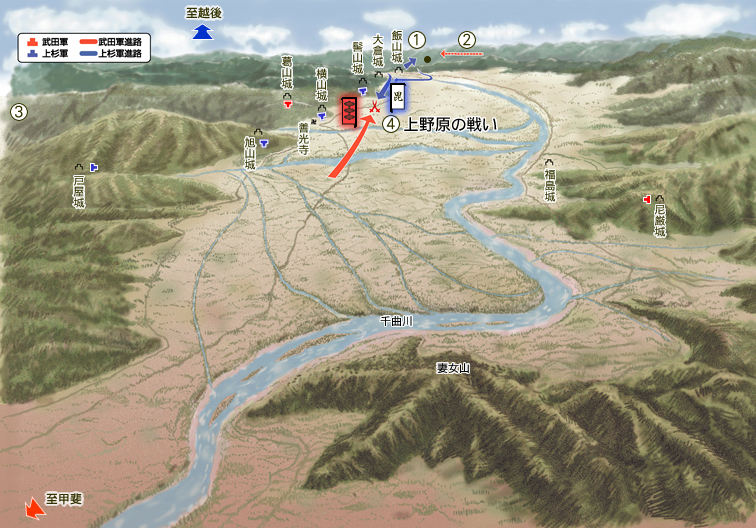 至越後
武田軍 武田軍進路
上杉軍 上杉軍進路
① ②
飯山城
大倉城
髻山城
横山城
葛山城
③
毘
④ 上野原の戦い
善光寺
旭山城
戸屋城
福島城
尼厳城
千曲川
妻女山
至甲斐